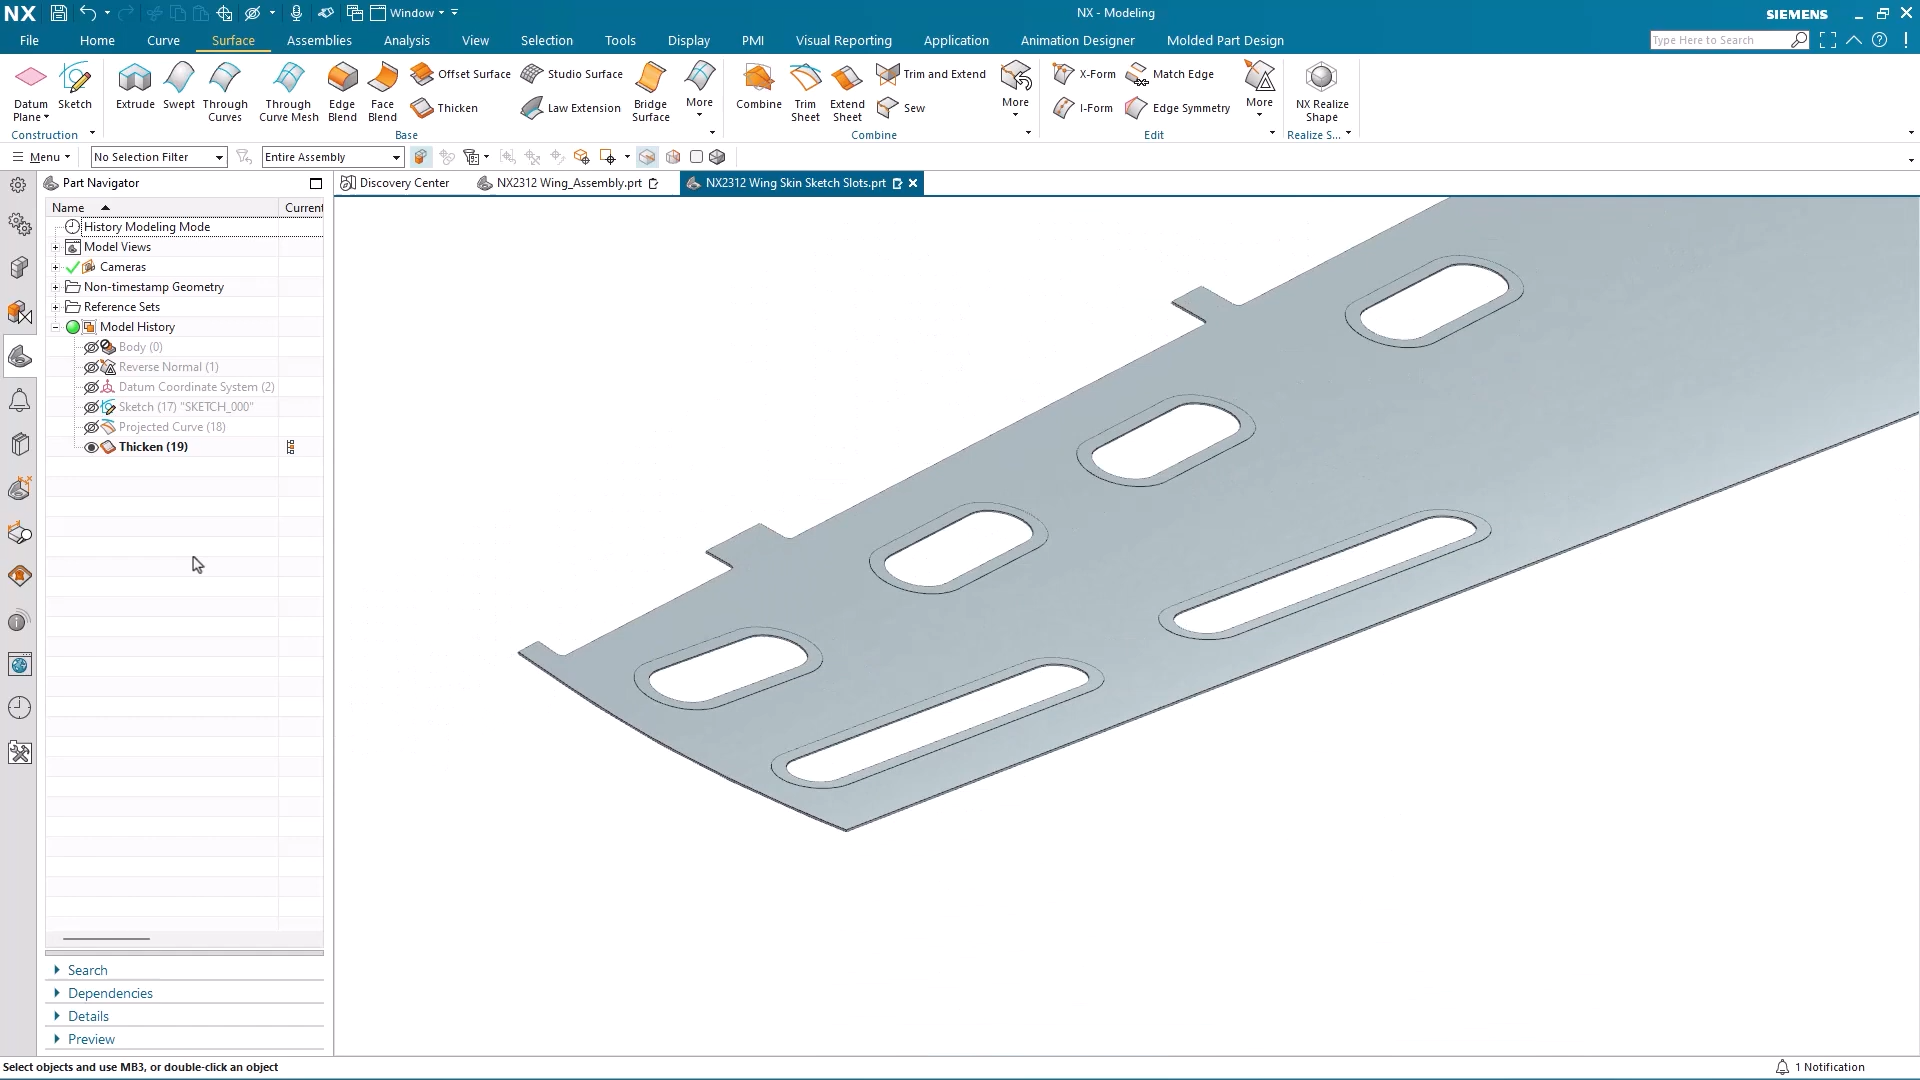 NX
Window
NX - Modeling
SIEMENS
File
Home
Curve
Surface
Assemblies
Analysis
View
Selection
Tools
Display
PMI
Visual Reporting
Application
Animation Designer
Molded Part Design
Type Here to Search
Datum
Plane
Sketch
Construction
Extrude
Swept
Through
Curves
Through
Curve Mesh
Edge
Blend
Face
Blend
Offset Surface
Thicken
Studio Surface
Law Extension
Bridge
Surface
More
Base
Combine
Trim
Sheet
Extend
Sheet
Trim and Extend
Sew
More
Combine
X-Form
I-Form
Match Edge
Edge Symmetry
More
Edit
NX Realize
Shape
Realize S...
Menu
No Selection Filter
Entire Assembly
Part Navigator
Discovery Center
NX2312 Wing_Assembly.prt
NX2312 Wing Skin Sketch Slots.prt
Name
Current
History Modeling Mode
Model Views
Cameras
Non-timestamp Geometry
Reference Sets
Model History
Body (0)
Reverse Normal (1)
Datum Coordinate System (2)
Sketch (17) "SKETCH_000"
Projected Curve (18)
Thicken (19)
Search
Dependencies
Details
Preview
Select objects and use MB3, or double-click an object
1 Notification